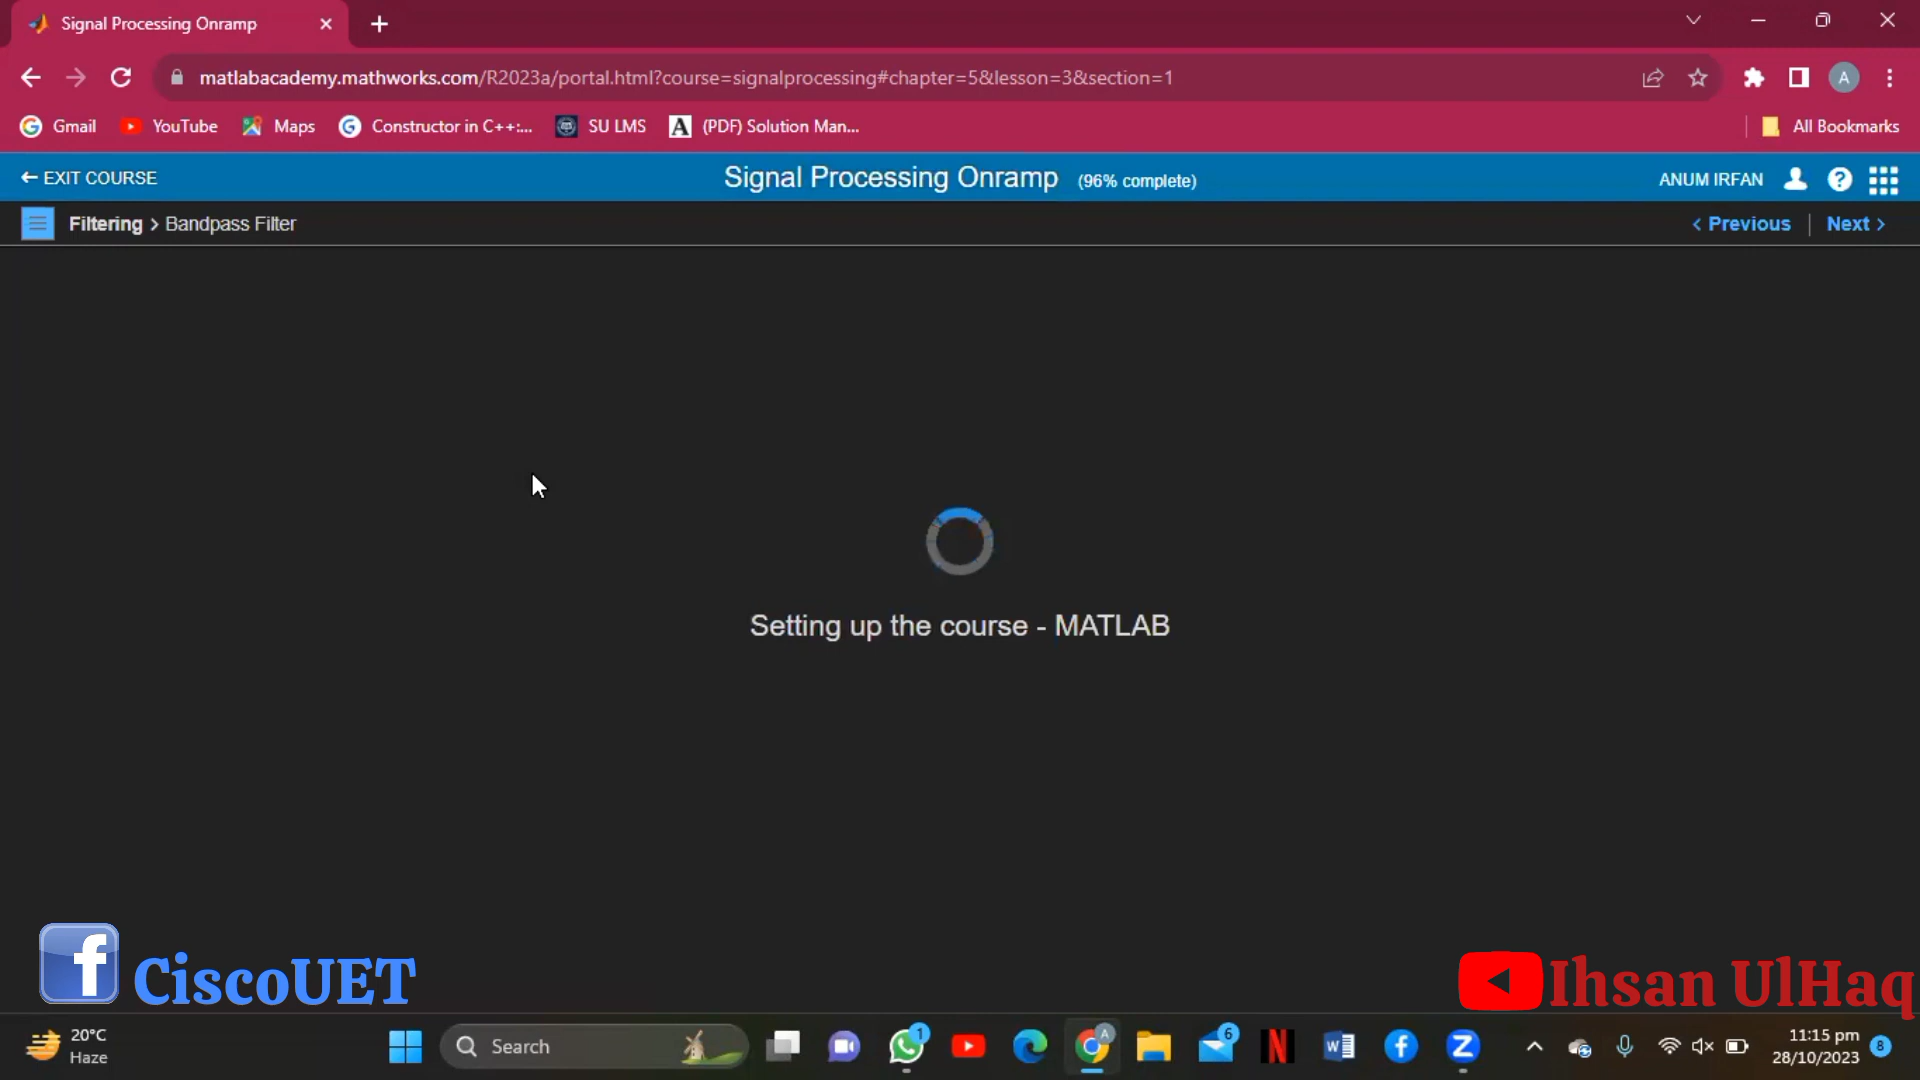 Signal Processing Onramp
matlabacademy.mathworks.com/R2023a/portal.html?course=signalprocessing#chapter=5&lesson=3&section=1
A
Gmail YouTube Maps Constructor in C++:... SU LMS A (PDF) Solution Man... All Bookmarks
← EXIT COURSE Signal Processing Onramp (96% complete) ANUM IRFAN ?
Filtering > Bandpass Filter < Previous | Next >
Setting up the course - MATLAB
f CiscoUET
Ihsan UlHaq
20°C
Haze
Search
1
A
6
N
W
f
Z
11:15 pm
28/10/2023
8